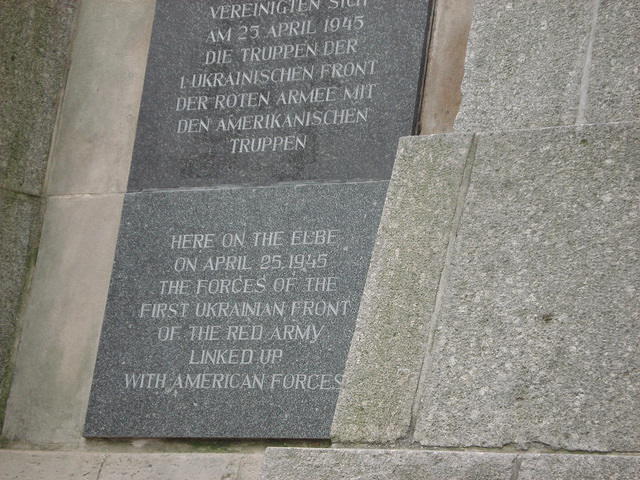 VEREINIGTEN SICH
AM 25 APRIL 1945
DIE TRUPPEN DER
1. UKRAINISCHEN FRONT
DER ROTEN ARMEE MIT
DEN AMERIKANISCHEN
TRUPPEN
HERE ON THE ELBE
ON APRIL 25. 1945
THE FORCES OF THE
FIRST UKRAINIAN FRONT
OF THE RED ARMY
LINKED UP
WITH AMERICAN FORCES